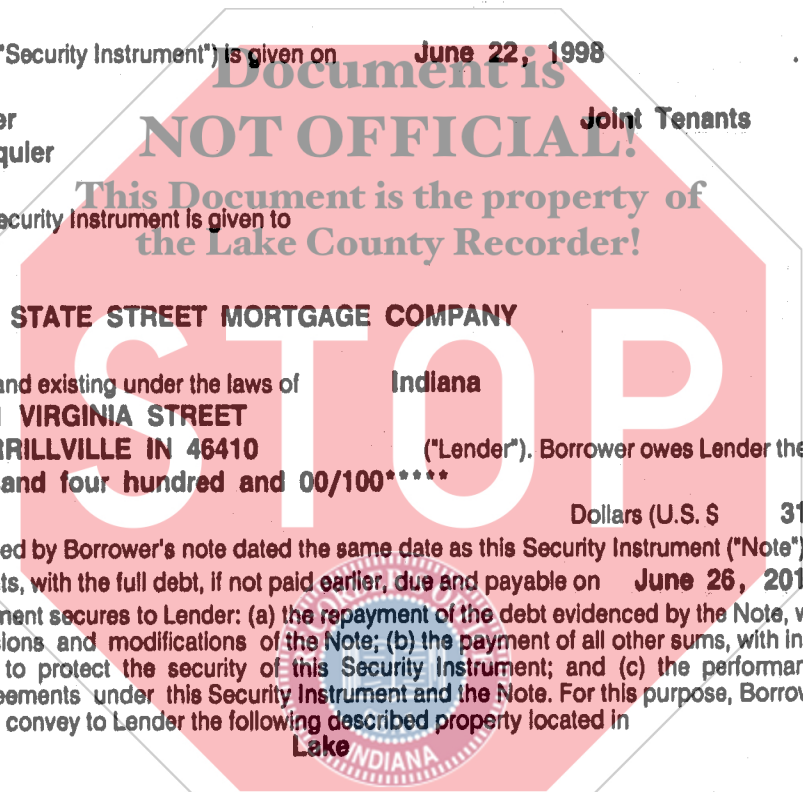 "Security Instrument") is given on June 22, 1998 .
Document is
er Joint Tenants
NOT OFFICIAL!
quier
This Document is the property of
ecurity Instrument is given to
the Lake County Recorder!
STATE STREET MORTGAGE COMPANY
STOP
and existing under the laws of Indiana
VIRGINIA STREET
RRILLVILLE IN 46410 ("Lender"). Borrower owes Lender the
and four hundred and 00/100*****
Dollars (U.S. $ 31
ed by Borrower's note dated the same date as this Security Instrument ("Note")
ts, with the full debt, if not paid earlier, due and payable on June 26, 201
ment secures to Lender: (a) the repayment of the debt evidenced by the Note, w
sions and modifications of the Note; (b) the payment of all other sums, with in
to protect the security of this Security Instrument; and (c) the performan
eements under this Security Instrument and the Note. For this purpose, Borrow
convey to Lender the following described property located in
Lake
INDIANA